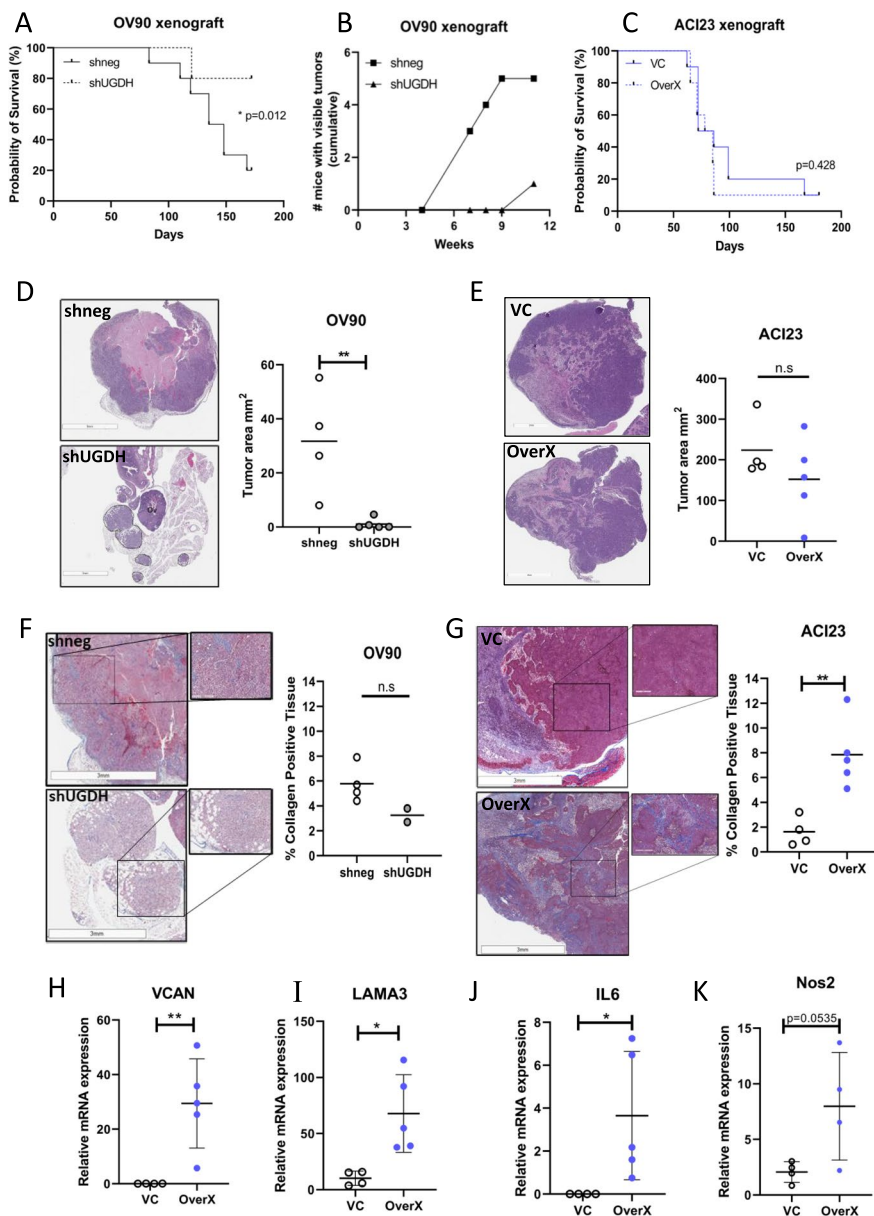 A
OV90 xenograft
Probability of Survival (%)
100
80
60
40
20
0
shneg
shUGDH
* p=0.012
0
50
100
150
200
Days
B
OV90 xenograft
# mice with visible tumors
(cumulative)
6
4
2
0
shneg
shUGDH
0
3
6
9
12
Weeks
C
ACI23 xenograft
Probability of Survival (%)
100
80
60
40
20
0
VC
OverX
p=0.428
0
50
100
150
200
Days
D
shneg
shUGDH
Ov
OV90
Tumor area mm2
60
40
20
0
**
shneg
shUGDH
E
VC
OverX
ACI23
Tumor area mm2
400
300
200
100
0
n.s
VC
OverX
F
shneg
3mm
shUGDH
3mm
OV90
% Collagen Positive Tissue
14
12
10
8
6
4
2
0
n.s
shneg
shUGDH
G
VC
3mm
OverX
3mm
ACI23
% Collagen Positive Tissue
14
12
10
8
6
4
2
0
**
VC
OverX
H
VCAN
Relative mRNA expression
60
40
20
0
**
VC
OverX
I
LAMA3
Relative mRNA expression
150
100
50
0
*
VC
OverX
J
IL6
Relative mRNA expression
8
6
4
2
0
*
VC
OverX
K
Nos2
Relative mRNA expression
15
10
5
0
p=0.0535
VC
OverX